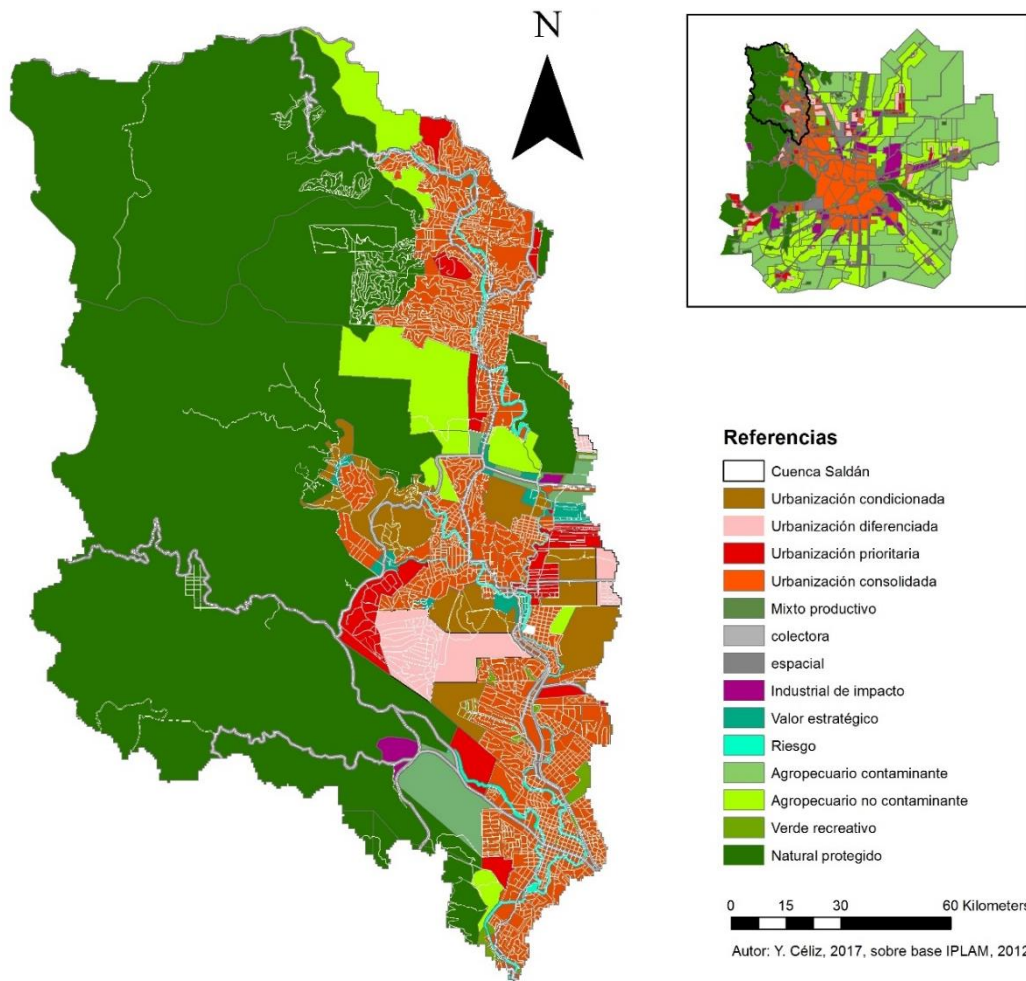 N
Referencias
Cuenca Saldán
Urbanización condicionada
Urbanización diferenciada
Urbanización prioritaria
Urbanización consolidada
Mixto productivo
colectora
espacial
Industrial de impacto
Valor estratégico
Riesgo
Agropecuario contaminante
Agropecuario no contaminante
Verde recreativo
Natural protegido
0 15 30 60 Kilometers
Autor: Y. Céliz, 2017, sobre base IPLAM, 2012